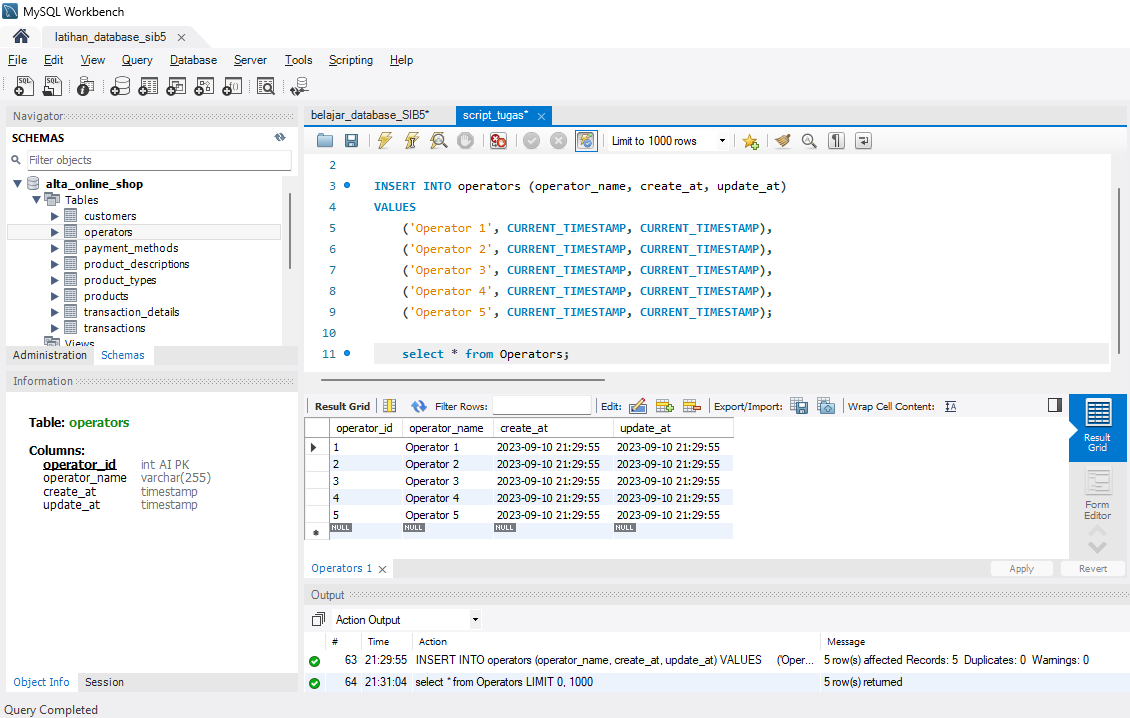 MySQL Workbench
latihan_database_sib5
File Edit View Query Database Server Tools Scripting Help
Navigator
SCHEMAS
Filter objects
alta_online_shop
Tables
customers
operators
payment_methods
product_descriptions
product_types
products
transaction_details
transactions
Views
Administration Schemas
Information
Table: operators
Columns:
operator_id int AI PK
operator_name varchar(255)
create_at timestamp
update_at timestamp
Object Info Session
Query Completed
belajar_database_SIB5* script_tugas*
Limit to 1000 rows
2
3 INSERT INTO operators (operator_name, create_at, update_at)
4 VALUES
5 ('Operator 1', CURRENT_TIMESTAMP, CURRENT_TIMESTAMP),
6 ('Operator 2', CURRENT_TIMESTAMP, CURRENT_TIMESTAMP),
7 ('Operator 3', CURRENT_TIMESTAMP, CURRENT_TIMESTAMP),
8 ('Operator 4', CURRENT_TIMESTAMP, CURRENT_TIMESTAMP),
9 ('Operator 5', CURRENT_TIMESTAMP, CURRENT_TIMESTAMP);
10
11 select * from Operators;
Result Grid Filter Rows: Edit: Export/Import: Wrap Cell Content:
operator_id operator_name create_at update_at
1 Operator 1 2023-09-10 21:29:55 2023-09-10 21:29:55
2 Operator 2 2023-09-10 21:29:55 2023-09-10 21:29:55
3 Operator 3 2023-09-10 21:29:55 2023-09-10 21:29:55
4 Operator 4 2023-09-10 21:29:55 2023-09-10 21:29:55
5 Operator 5 2023-09-10 21:29:55 2023-09-10 21:29:55
NULL NULL NULL NULL
Result
Grid
Form
Editor
Operators 1
Apply Revert
Output
Action Output
# Time Action Message
63 21:29:55 INSERT INTO operators (operator_name, create_at, update_at) VALUES ('Oper... 5 row(s) affected Records: 5 Duplicates: 0 Warnings: 0
64 21:31:04 select * from Operators LIMIT 0, 1000 5 row(s) returned